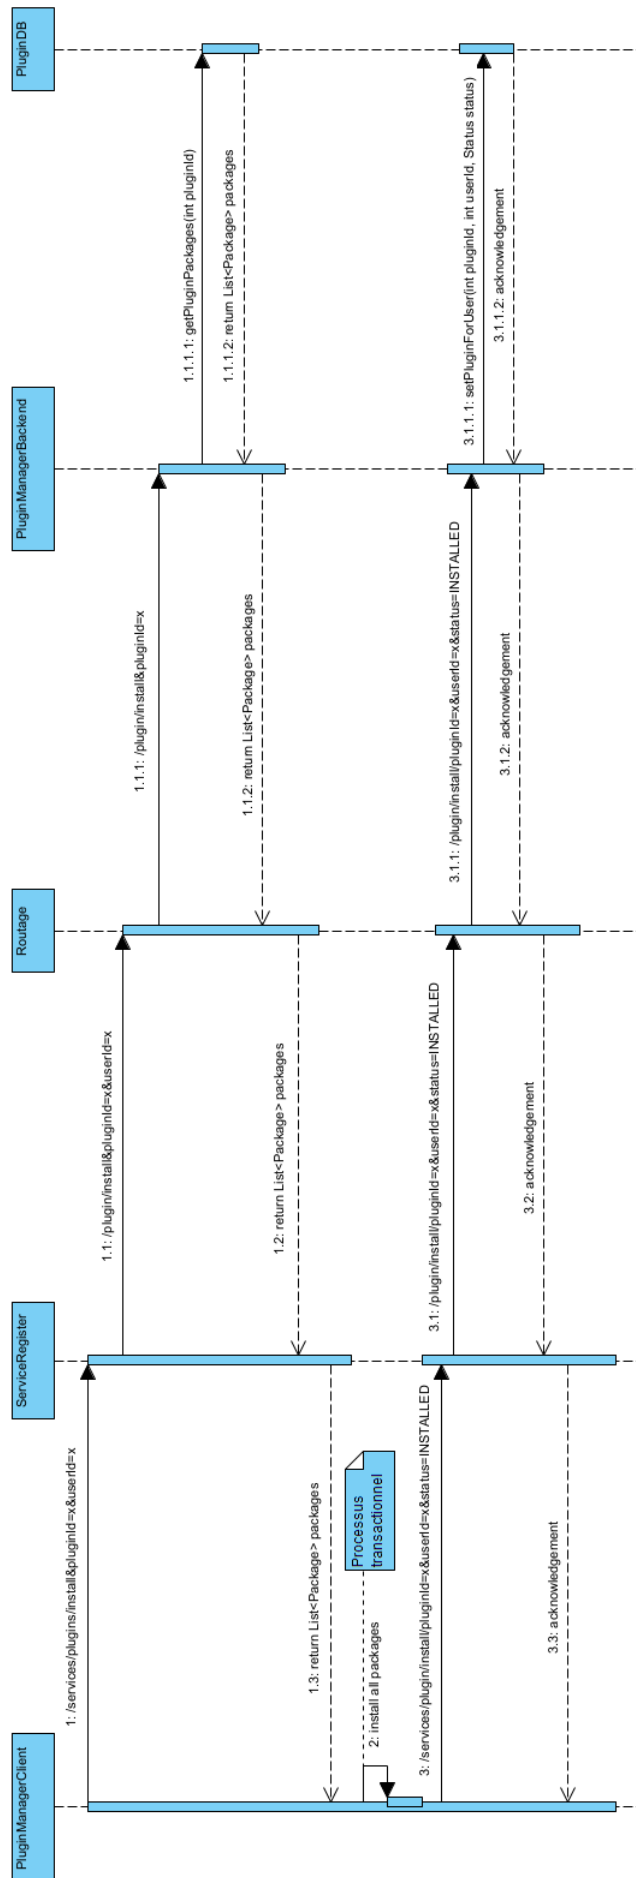 PluginManagerClient
ServiceRegister
Routage
PluginManagerBackend
PluginDB
1: /services/plugins/install&pluginId=x&userId=x
1.1: /plugin/install&pluginId=x&userId=x
1.1.1: /plugin/install&pluginId=x
1.1.1.1: getPluginPackages(int pluginId)
1.1.1.2: return List<Package> packages
1.1.2: return List<Package> packages
1.2: return List<Package> packages
1.3: return List<Package> packages
Processus
transactionnel
2: install all packages
3: /services/plugin/install/pluginId=x&userId=x&status=INSTALLED
3.1: /plugin/install/pluginId=x&userId=x&status=INSTALLED
3.1.1: /plugin/install/pluginId=x&userId=x&status=INSTALLED
3.1.1.1: setPluginForUser(int pluginId, int userId, Status status)
3.1.1.2: acknowledgement
3.1.2: acknowledgement
3.2: acknowledgement
3.3: acknowledgement